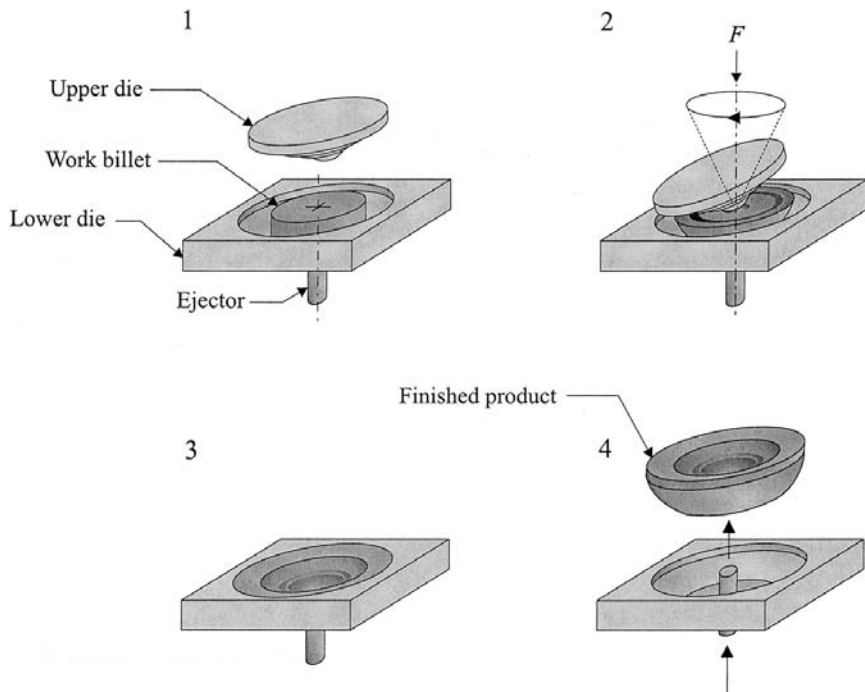 1
Upper die
Work billet
Lower die
Ejector
2
F
3
Finished product
4